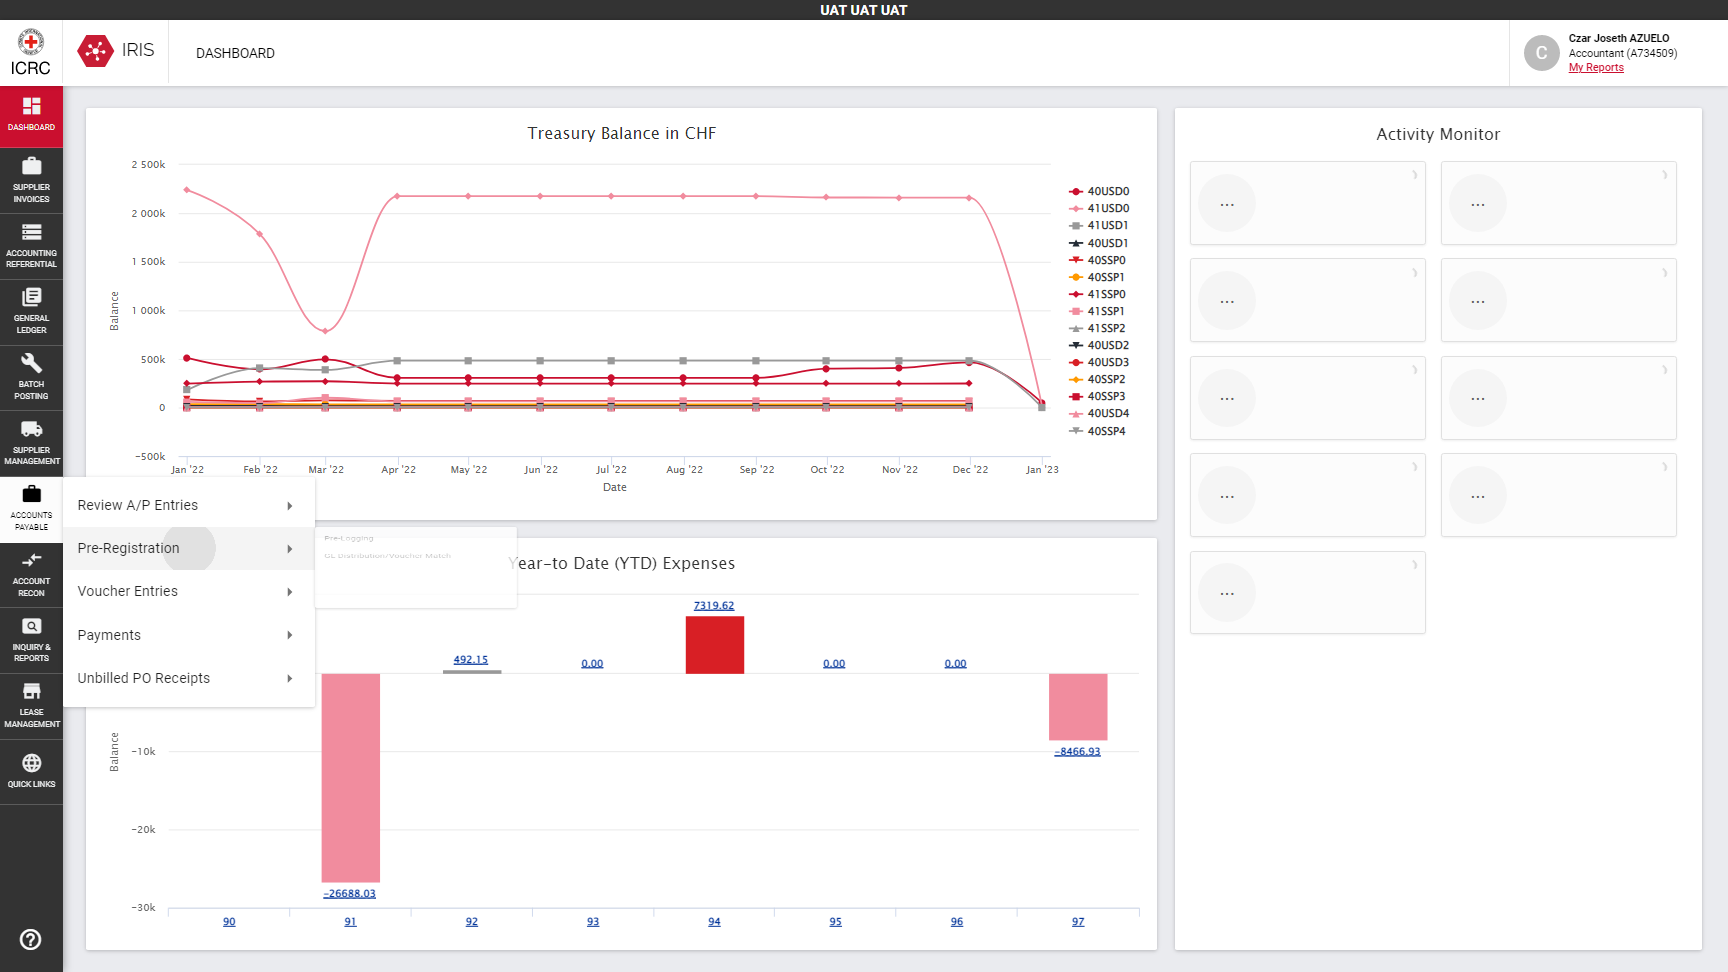 UAT UAT UAT
ICRC
IRIS
DASHBOARD
C
Czar Joseth AZUELO
Accountant (A734509)
My Reports
DASHBOARD
SUPPLIER
INVOICES
ACCOUNTING
REFERENTIAL
GENERAL
LEDGER
BATCH
POSTING
SUPPLIER
MANAGEMENT
ACCOUNTS
PAYABLE
ACCOUNT
RECON
INQUIRY &
REPORTS
LEASE
MANAGEMENT
QUICK LINKS
Review A/P Entries
Pre-Registration
Voucher Entries
Payments
Unbilled PO Receipts
Pre-Logging
GL Distribution/Voucher Match
Treasury Balance in CHF
2 500k
2 000k
1 500k
1 000k
500k
0
−500k
Balance
Jan '22
Feb '22
Mar '22
Apr '22
May '22
Jun '22
Jul '22
Aug '22
Sep '22
Oct '22
Nov '22
Dec '22
Jan '23
Date
40USD0
41USD0
41USD1
40USD1
40SSP0
40SSP1
41SSP0
41SSP1
41SSP2
40USD2
40USD3
40SSP2
40SSP3
40USD4
40SSP4
Year-to Date (YTD) Expenses
Balance
−10k
−20k
−30k
−26688.03
492.15
0.00
7319.62
0.00
0.00
−8466.93
90
91
92
93
94
95
96
97
Activity Monitor
...
...
...
...
...
...
...
...
...